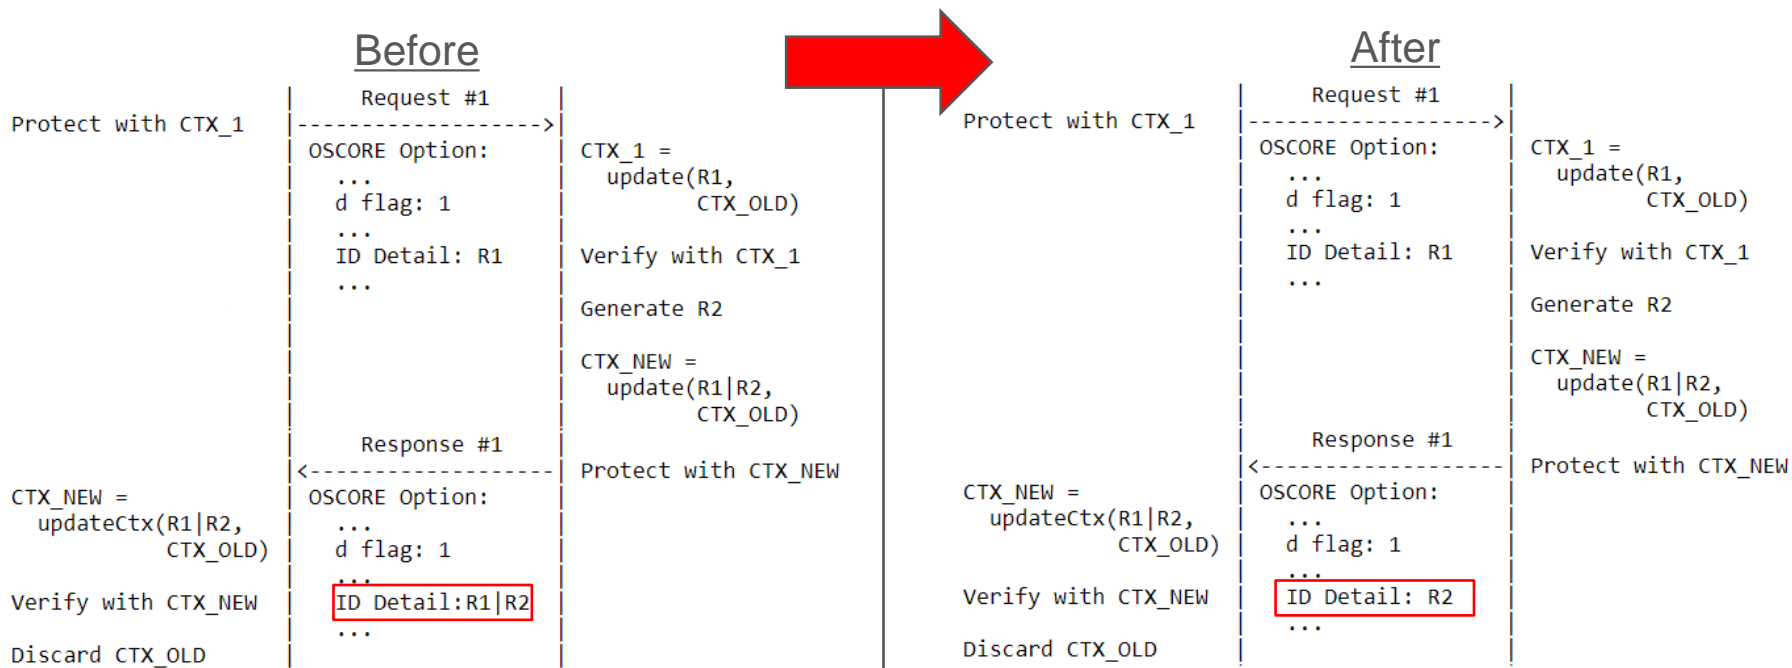 Before
Request #1
Protect with CTX_1
------------------->
OSCORE Option:
CTX_1 =
...
update(R1,
d flag: 1
CTX_OLD)
...
ID Detail: R1
Verify with CTX_1
...
Generate R2
CTX_NEW =
update(R1|R2,
CTX_OLD)
Response #1
<-------------------
Protect with CTX_NEW
CTX_NEW =
OSCORE Option:
updateCtx(R1|R2,
...
CTX_OLD)
d flag: 1
...
Verify with CTX_NEW
ID Detail:R1|R2
...
Discard CTX_OLD
After
Request #1
Protect with CTX_1
------------------->
OSCORE Option:
CTX_1 =
...
update(R1,
d flag: 1
CTX_OLD)
...
ID Detail: R1
Verify with CTX_1
...
Generate R2
CTX_NEW =
update(R1|R2,
CTX_OLD)
Response #1
<-------------------
Protect with CTX_NEW
CTX_NEW =
OSCORE Option:
updateCtx(R1|R2,
...
CTX_OLD)
d flag: 1
...
Verify with CTX_NEW
ID Detail: R2
...
Discard CTX_OLD